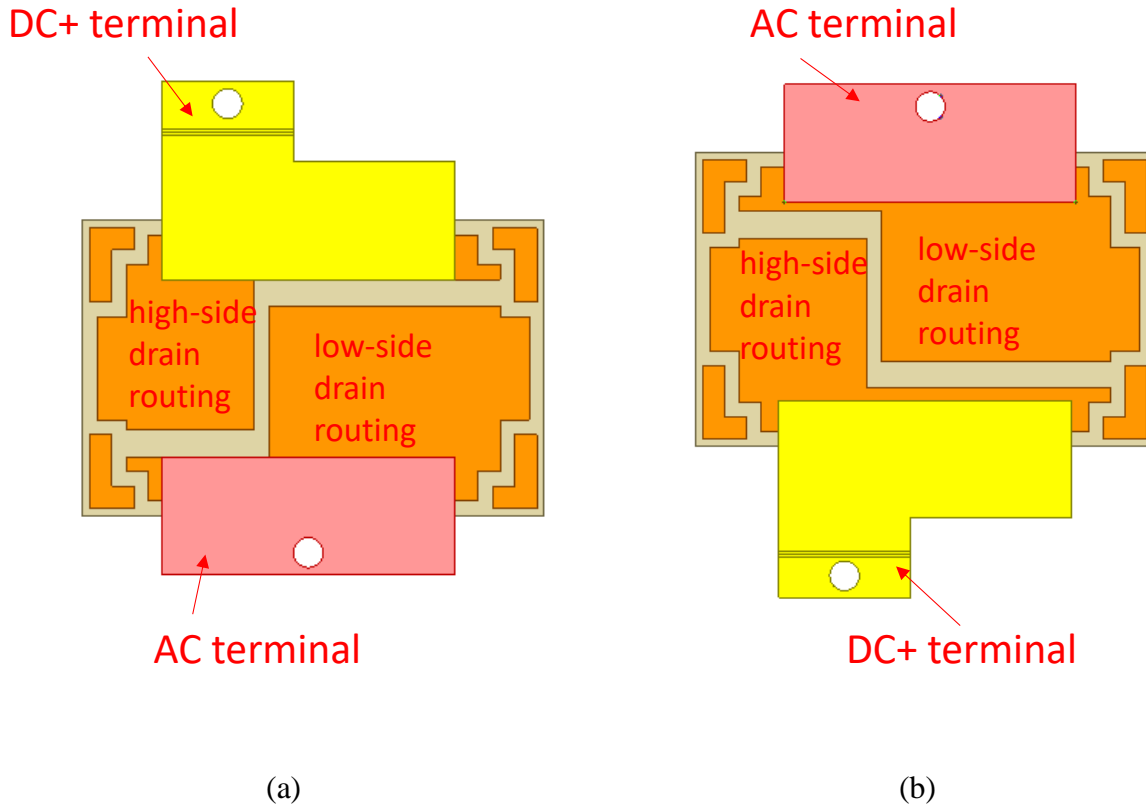 DC+ terminal
high-side
drain
routing
low-side
drain
routing
AC terminal
(a)
AC terminal
high-side
drain
routing
low-side
drain
routing
DC+ terminal
(b)